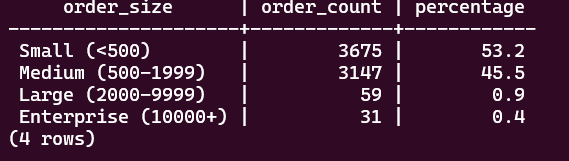 order_size | order_count | percentage
----------------------+-------------+------------
Small (<500) | 3675 | 53.2
Medium (500-1999) | 3147 | 45.5
Large (2000-9999) | 59 | 0.9
Enterprise (10000+) | 31 | 0.4
(4 rows)